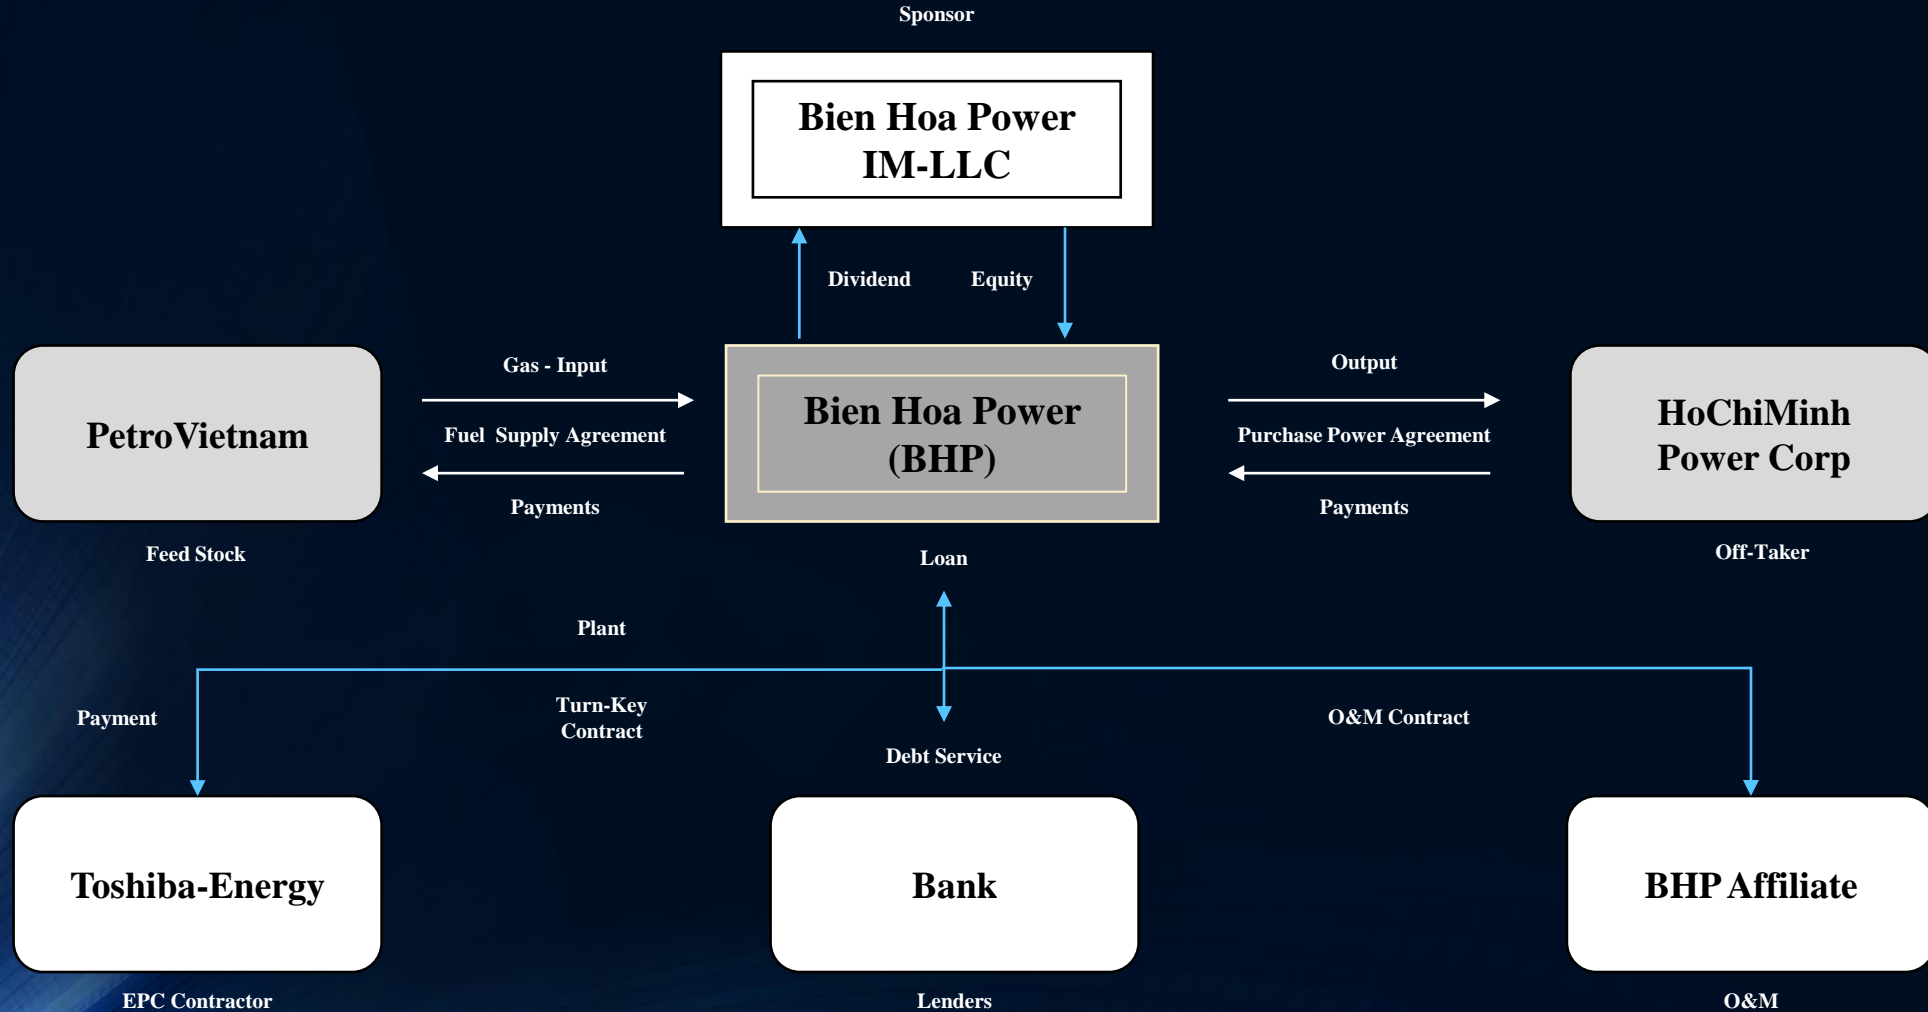 Sponsor
Bien Hoa Power
IM-LLC
Dividend
Equity
PetroVietnam
Feed Stock
Gas - Input
Fuel Supply Agreement
Payments
Bien Hoa Power
(BHP)
Output
Purchase Power Agreement
Payments
HoChiMinh
Power Corp
Off-Taker
Loan
Plant
Payment
Turn-Key
Contract
Debt Service
O&M Contract
Toshiba-Energy
EPC Contractor
Bank
Lenders
BHP Affiliate
O&M